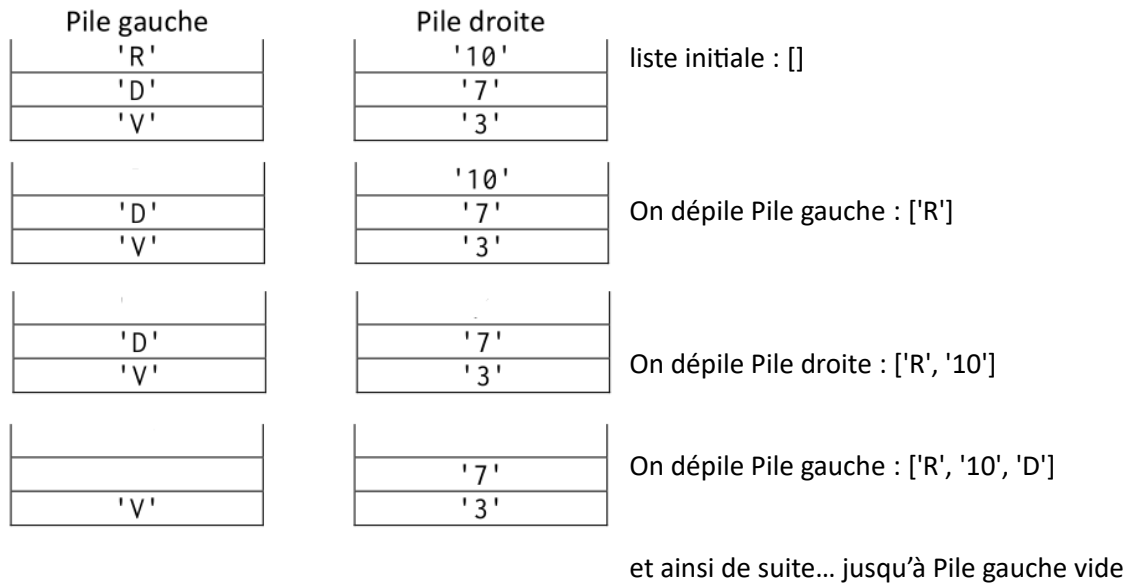 Pile gauche Pile droite
'R' '10' liste initiale : []
'D' '7'
'V' '3'
'10'
'D' '7' On dépile Pile gauche : ['R']
'V' '3'
'D' '7'
'V' '3' On dépile Pile droite : ['R', '10']
'7' On dépile Pile gauche : ['R', '10', 'D']
'V' '3'
et ainsi de suite… jusqu’à Pile gauche vide